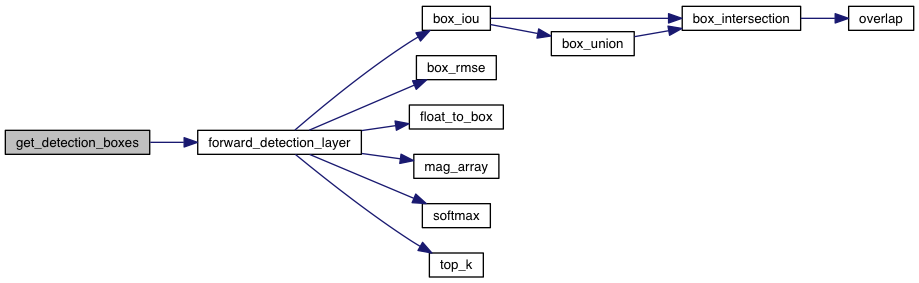 get_detection_boxes
forward_detection_layer
box_iou
box_rmse
float_to_box
mag_array
softmax
top_k
box_union
box_intersection
overlap